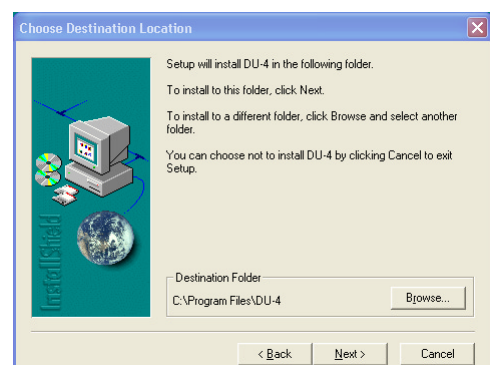 Choose Destination Location
Setup will install DU-4 in the following folder.
To install to this folder, click Next.
To install to a different folder, click Browse and select another
folder.
You can choose not to install DU-4 by clicking Cancel to exit
Setup.
InstallShield
Destination Folder
C:\Program Files\DU-4
Browse...
< Back
Next >
Cancel